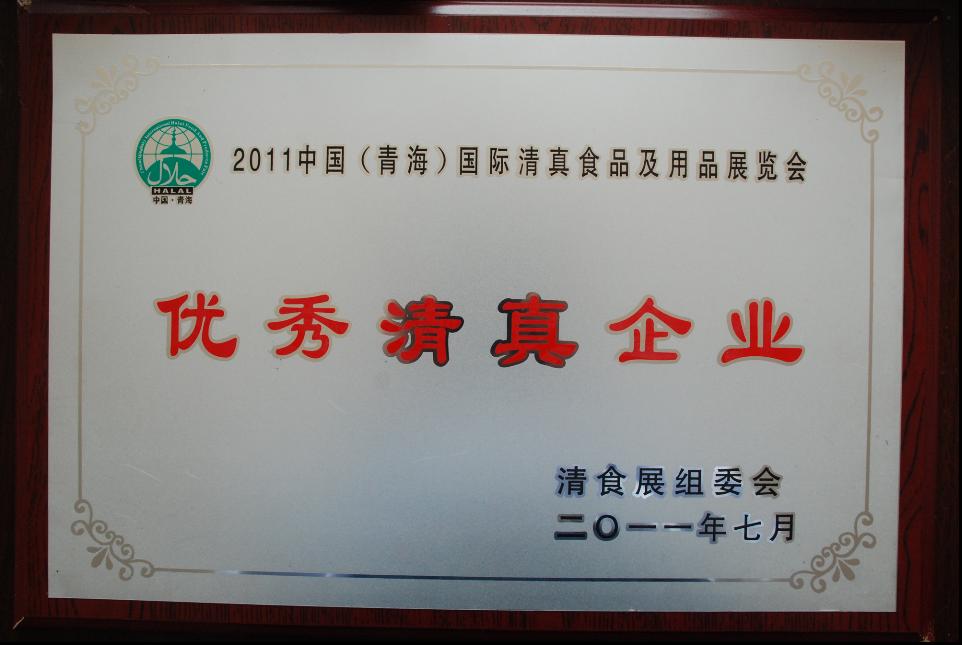 2011中国（青海）国际清真食品及用品展览会
حلال
HALAL
中国·青海
优秀清真企业
清食展组委会
二〇一一年七月